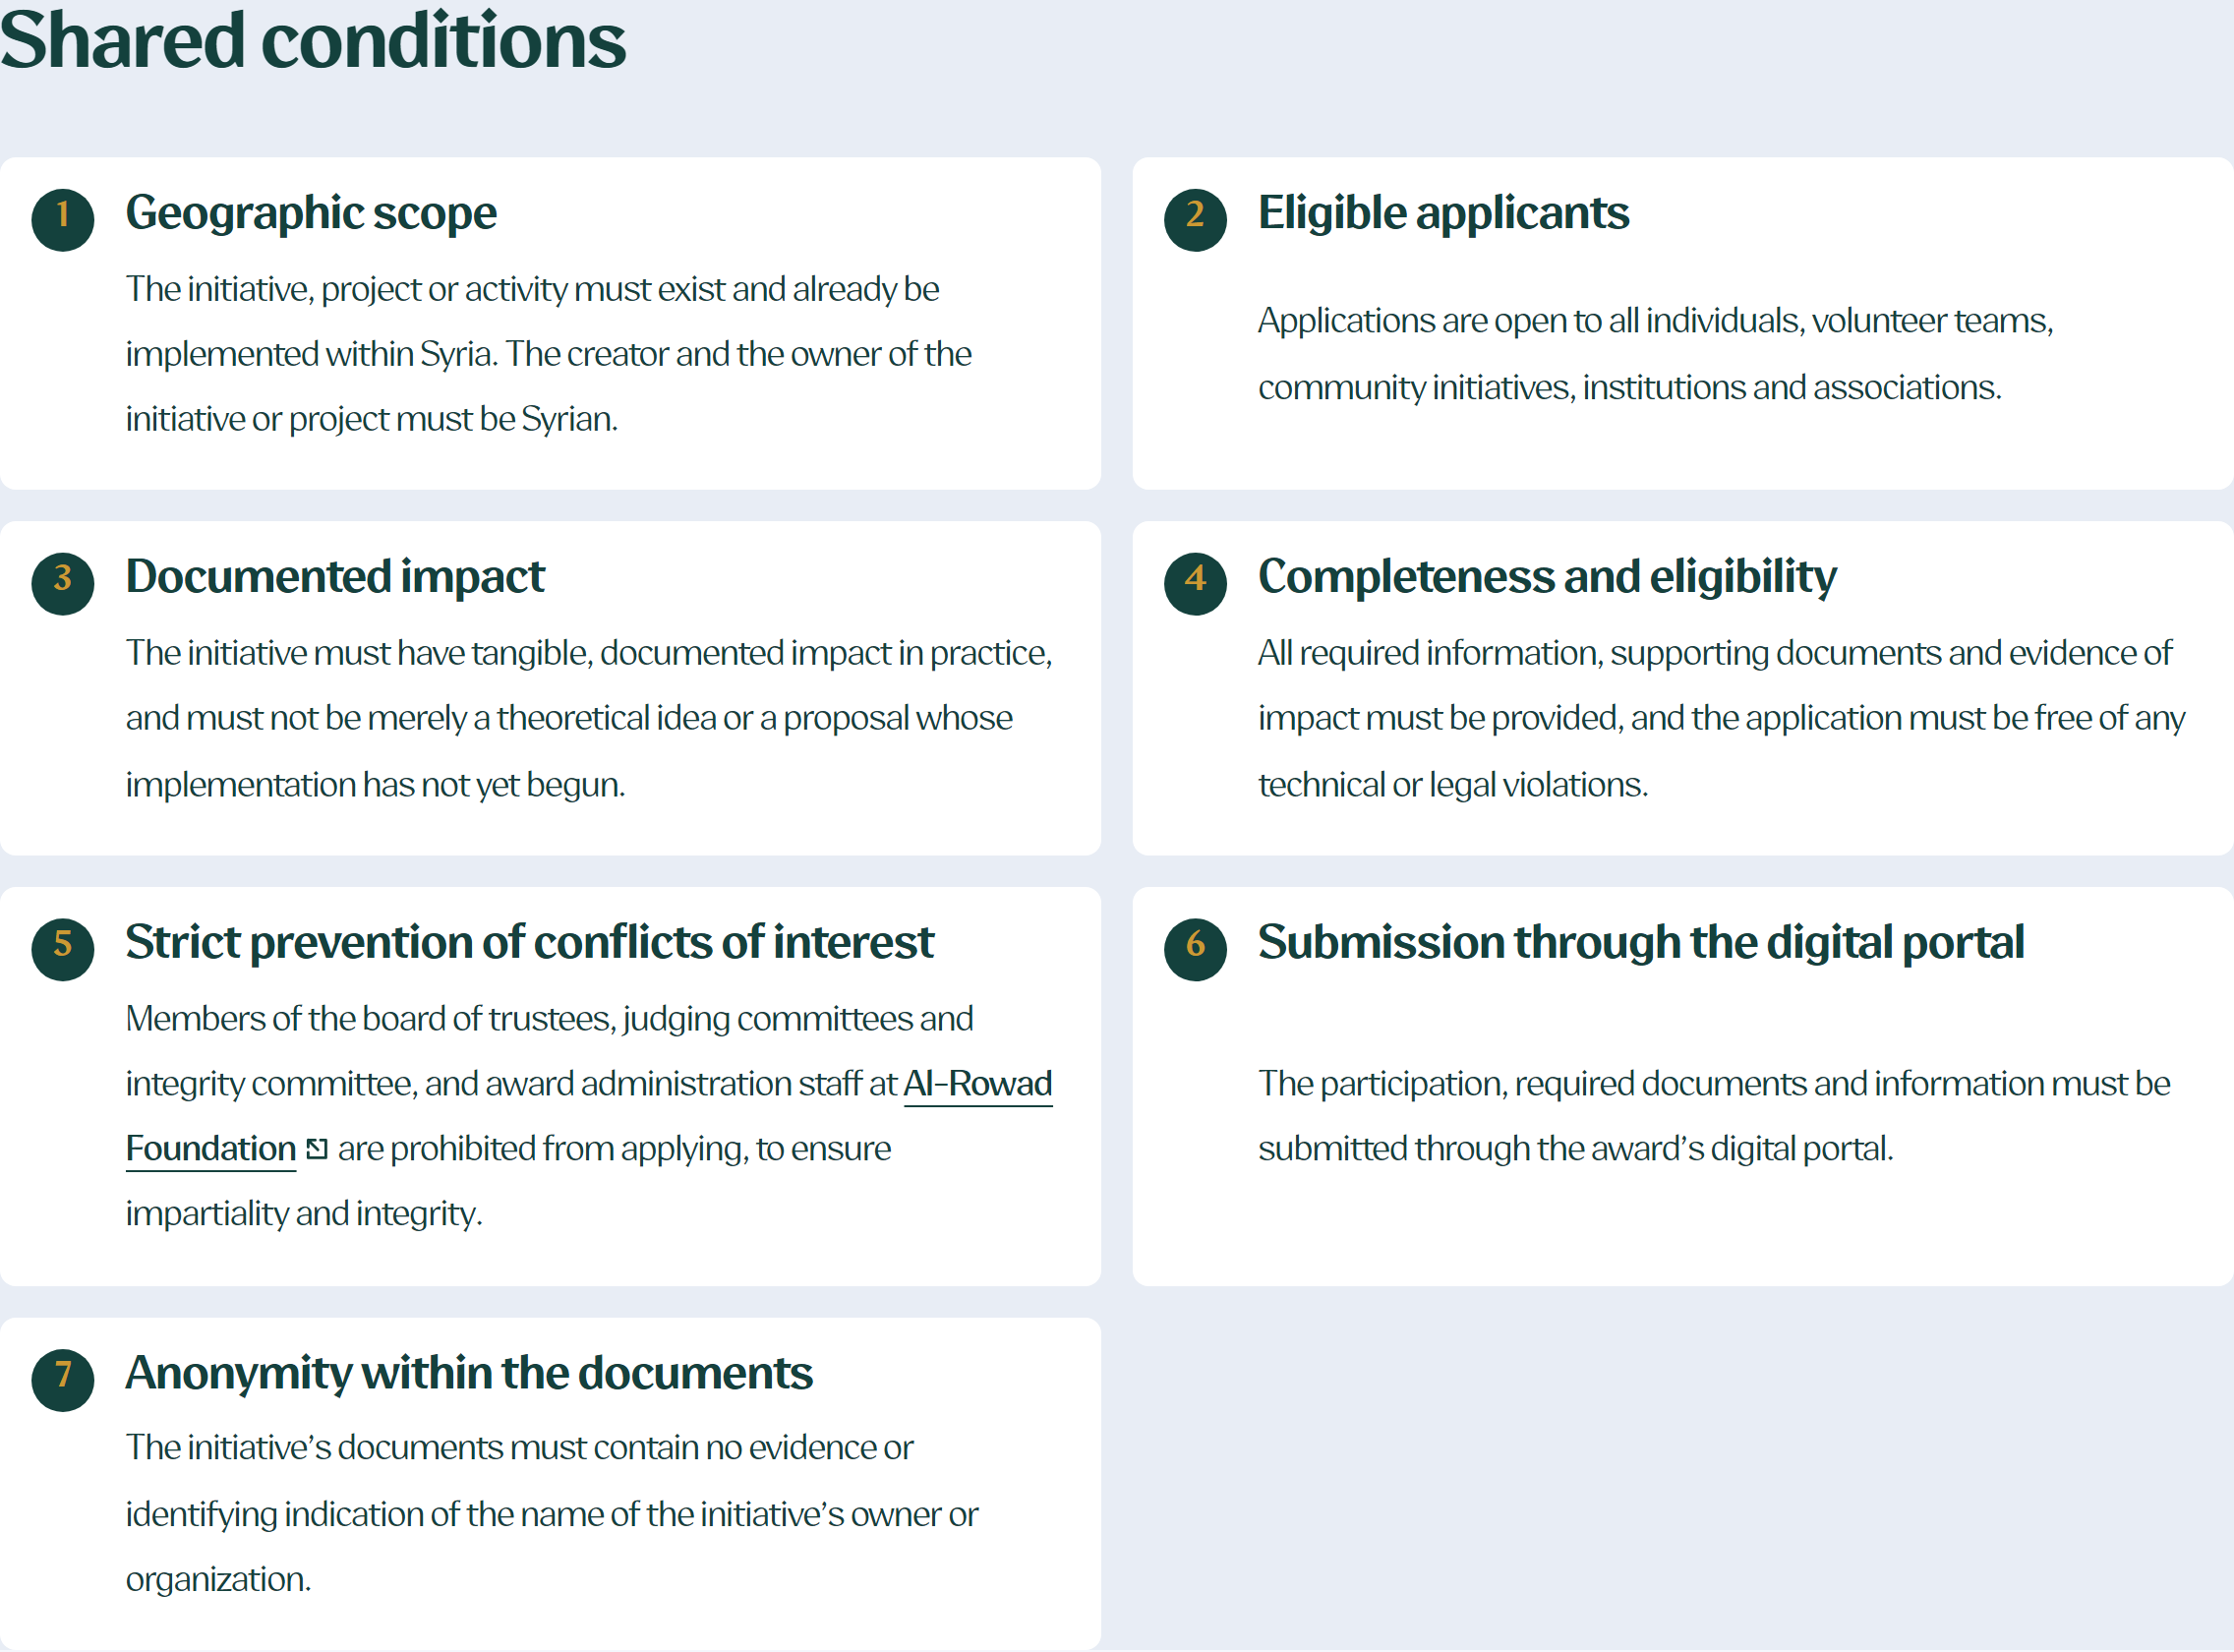 Shared conditions
1
Geographic scope
The initiative, project or activity must exist and already be
implemented within Syria. The creator and the owner of the
initiative or project must be Syrian.
2
Eligible applicants
Applications are open to all individuals, volunteer teams,
community initiatives, institutions and associations.
3
Documented impact
The initiative must have tangible, documented impact in practice,
and must not be merely a theoretical idea or a proposal whose
implementation has not yet begun.
4
Completeness and eligibility
All required information, supporting documents and evidence of
impact must be provided, and the application must be free of any
technical or legal violations.
5
Strict prevention of conflicts of interest
Members of the board of trustees, judging committees and
integrity committee, and award administration staff at Al-Rowad
Foundation are prohibited from applying, to ensure
impartiality and integrity.
6
Submission through the digital portal
The participation, required documents and information must be
submitted through the award’s digital portal.
7
Anonymity within the documents
The initiative’s documents must contain no evidence or
identifying indication of the name of the initiative’s owner or
organization.